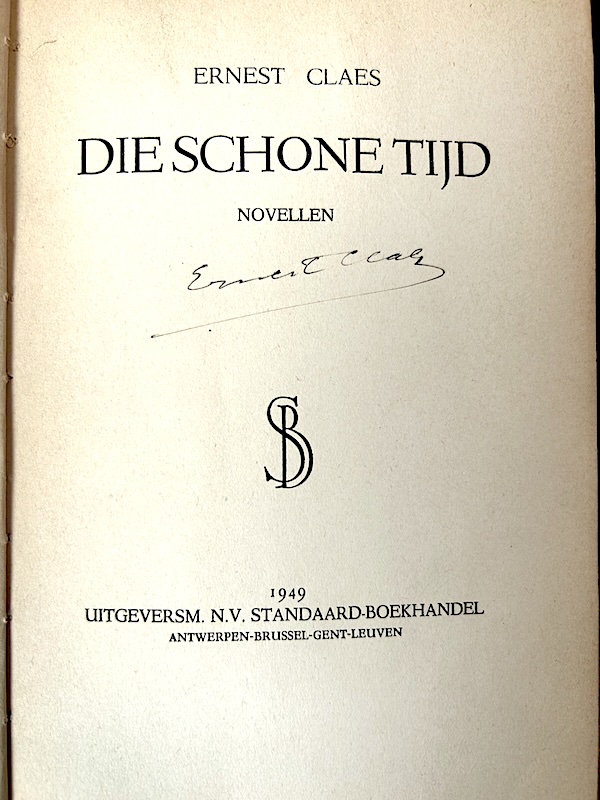 ERNEST CLAES
DIE SCHONE TIJD
NOVELLEN
Ernest Claes
SB
1949
UITGEVERSM. N.V. STANDAARD-BOEKHANDEL
ANTWERPEN-BRUSSEL-GENT-LEUVEN